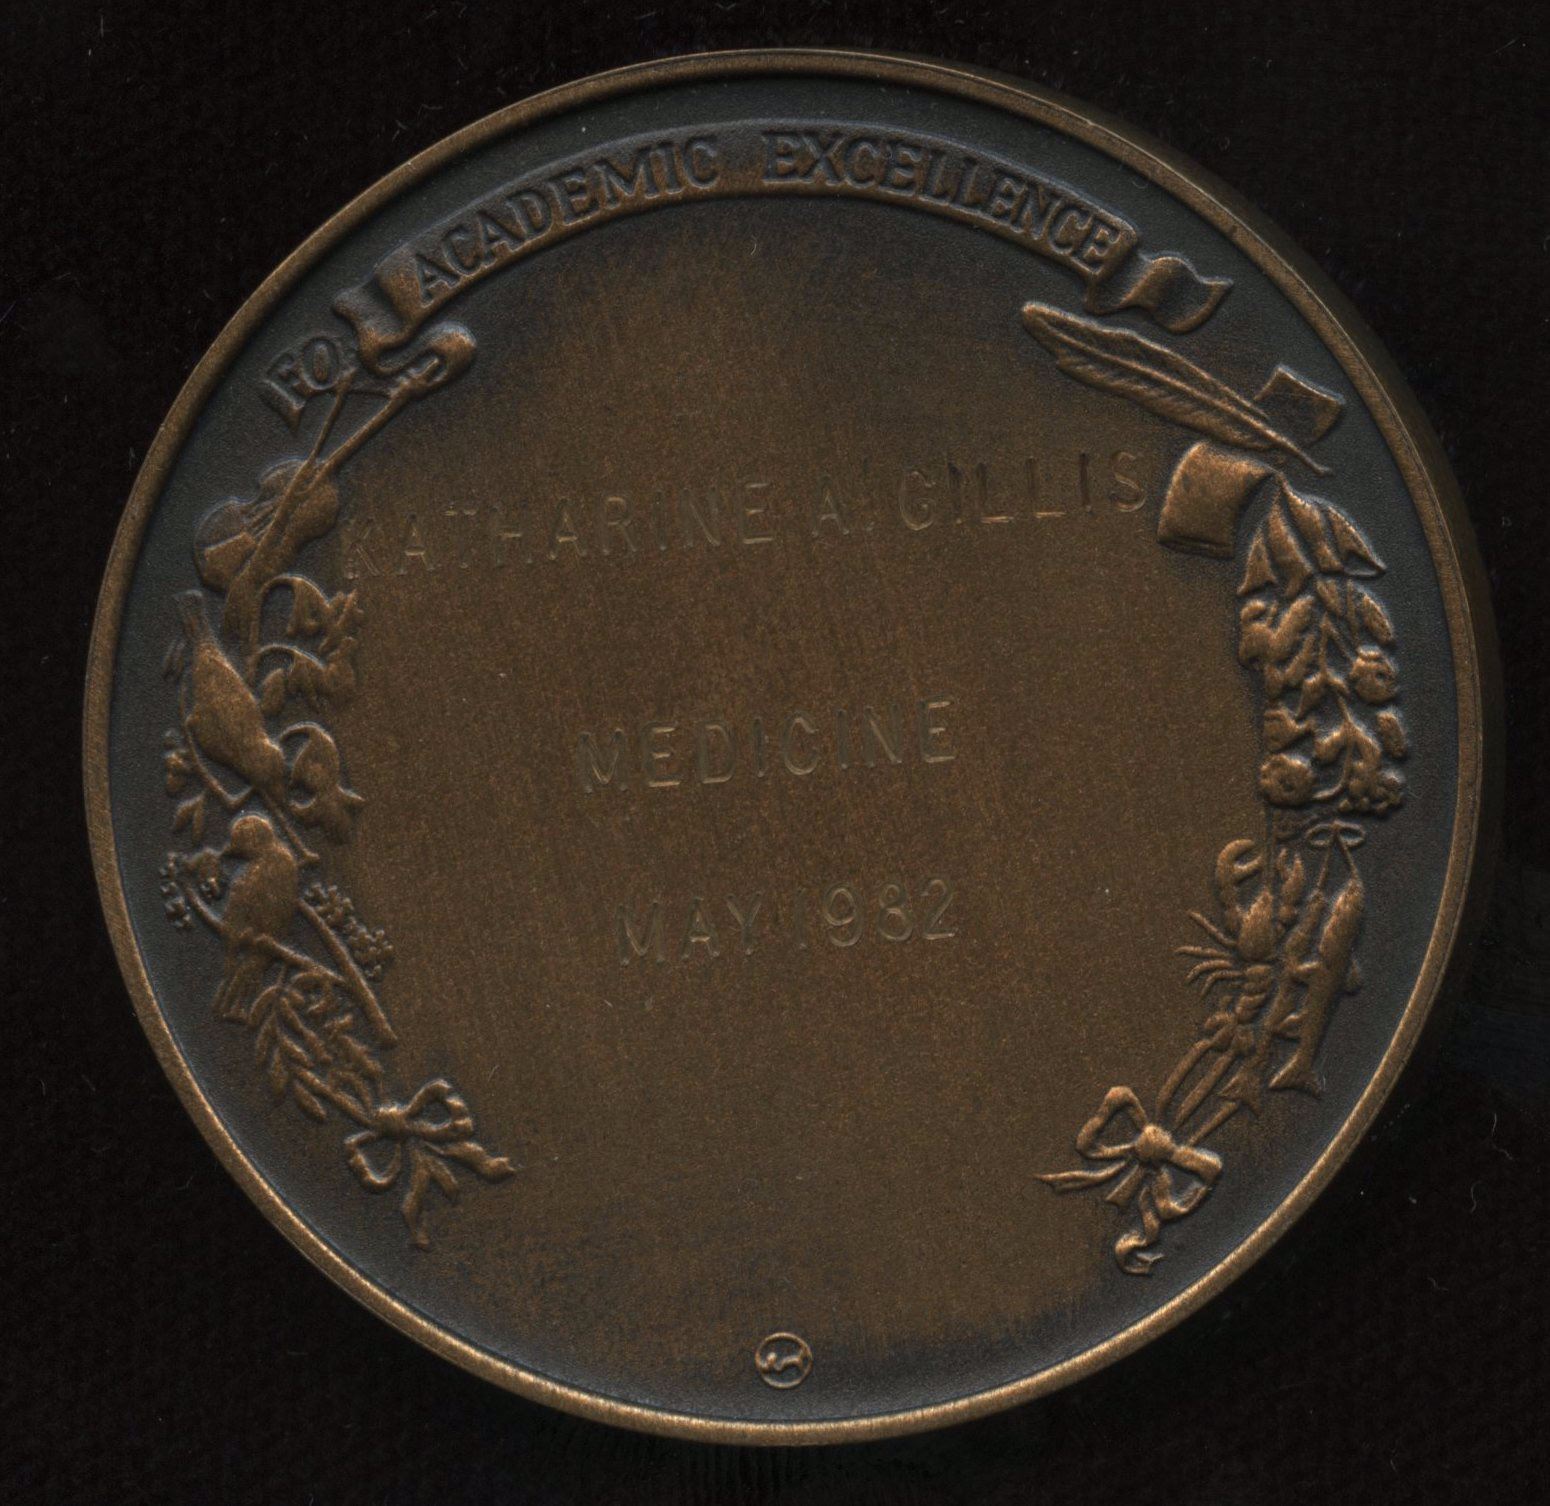 FOR ACADEMIC EXCELLENCE
KATHARINE A. GILLIS
MEDICINE
MAY 1982